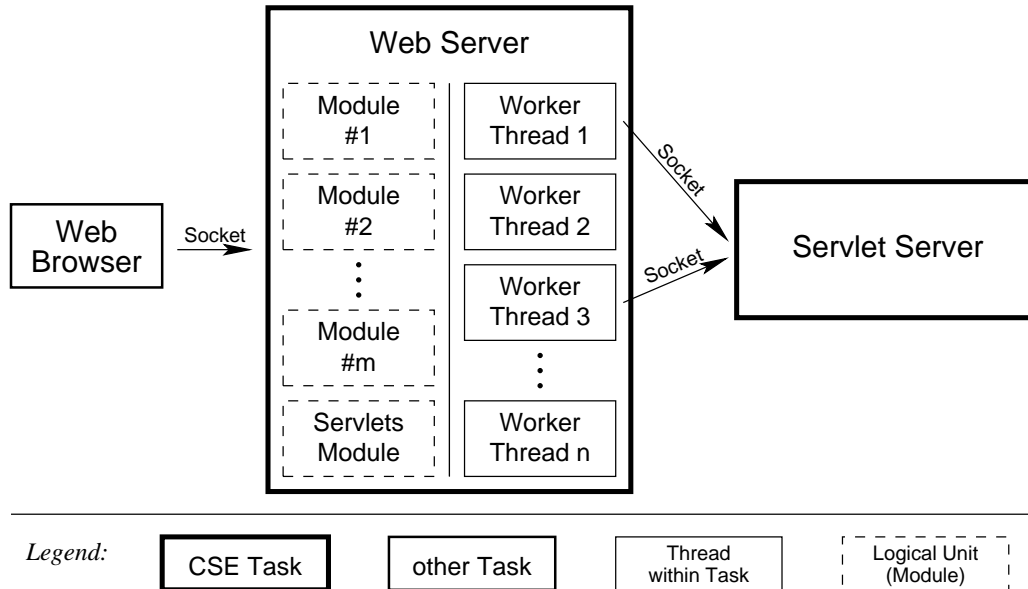 Web Server
Module
#1
Module
#2
Module
#m
Servlets
Module
Worker
Thread 1
Worker
Thread 2
Worker
Thread 3
Worker
Thread n
Web
Browser
Socket
Socket
Socket
Servlet Server
Legend:
CSE Task
other Task
Thread
within Task
Logical Unit
(Module)